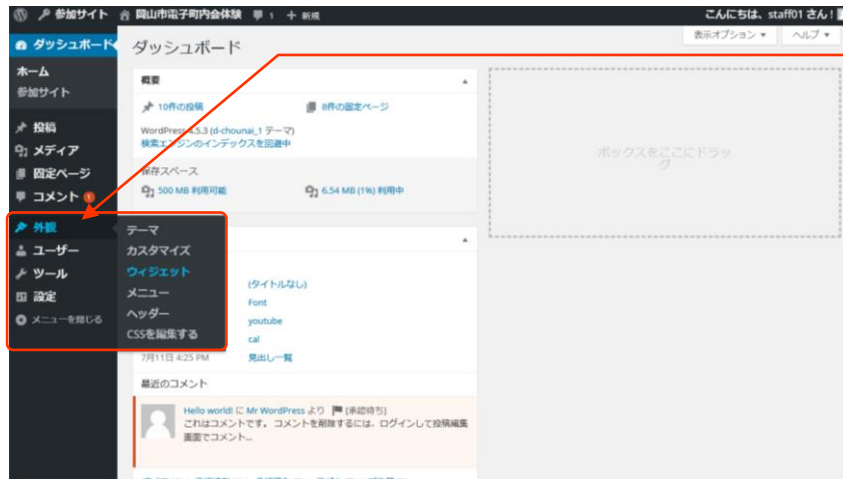 参加サイト 岡山市電子町内会体験 1 + 新規 こんにちは、staff01 さん!
ダッシュボード
ホーム
参加サイト
投稿
メディア
固定ページ
コメント 1
外観
ユーザー
ツール
設定
メニューを閉じる
テーマ
カスタマイズ
ウィジェット
メニュー
ヘッダー
CSSを編集する
表示オプション ▼ ヘルプ ▼
ダッシュボード
概要
10件の投稿 8件の固定ページ
WordPress 4.5.3 (d-chounai_1 テーマ)
検索エンジンのインデックスを回避中
保存スペース
500 MB 利用可能 6.54 MB (1%) 利用中
(タイトルなし)
Font
youtube
cal
7月11日 4:25 PM 見出し一覧
最近のコメント
Hello world! に Mr WordPress より [承認待ち]
これはコメントです。コメントを削除するには、ログインして投稿編集
画面でコメント…
ボックスをここにドラッ
グ